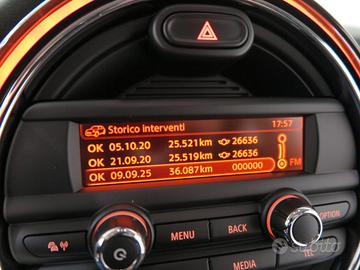 Storico interventi 17:57
OK 05.10.20 25.521km 26636
OK 21.09.20 25.519km 26636
OK 09.09.25 36.087km 000000
FM
MENU
BACK
OPTION
MEDIA
TEL
subito